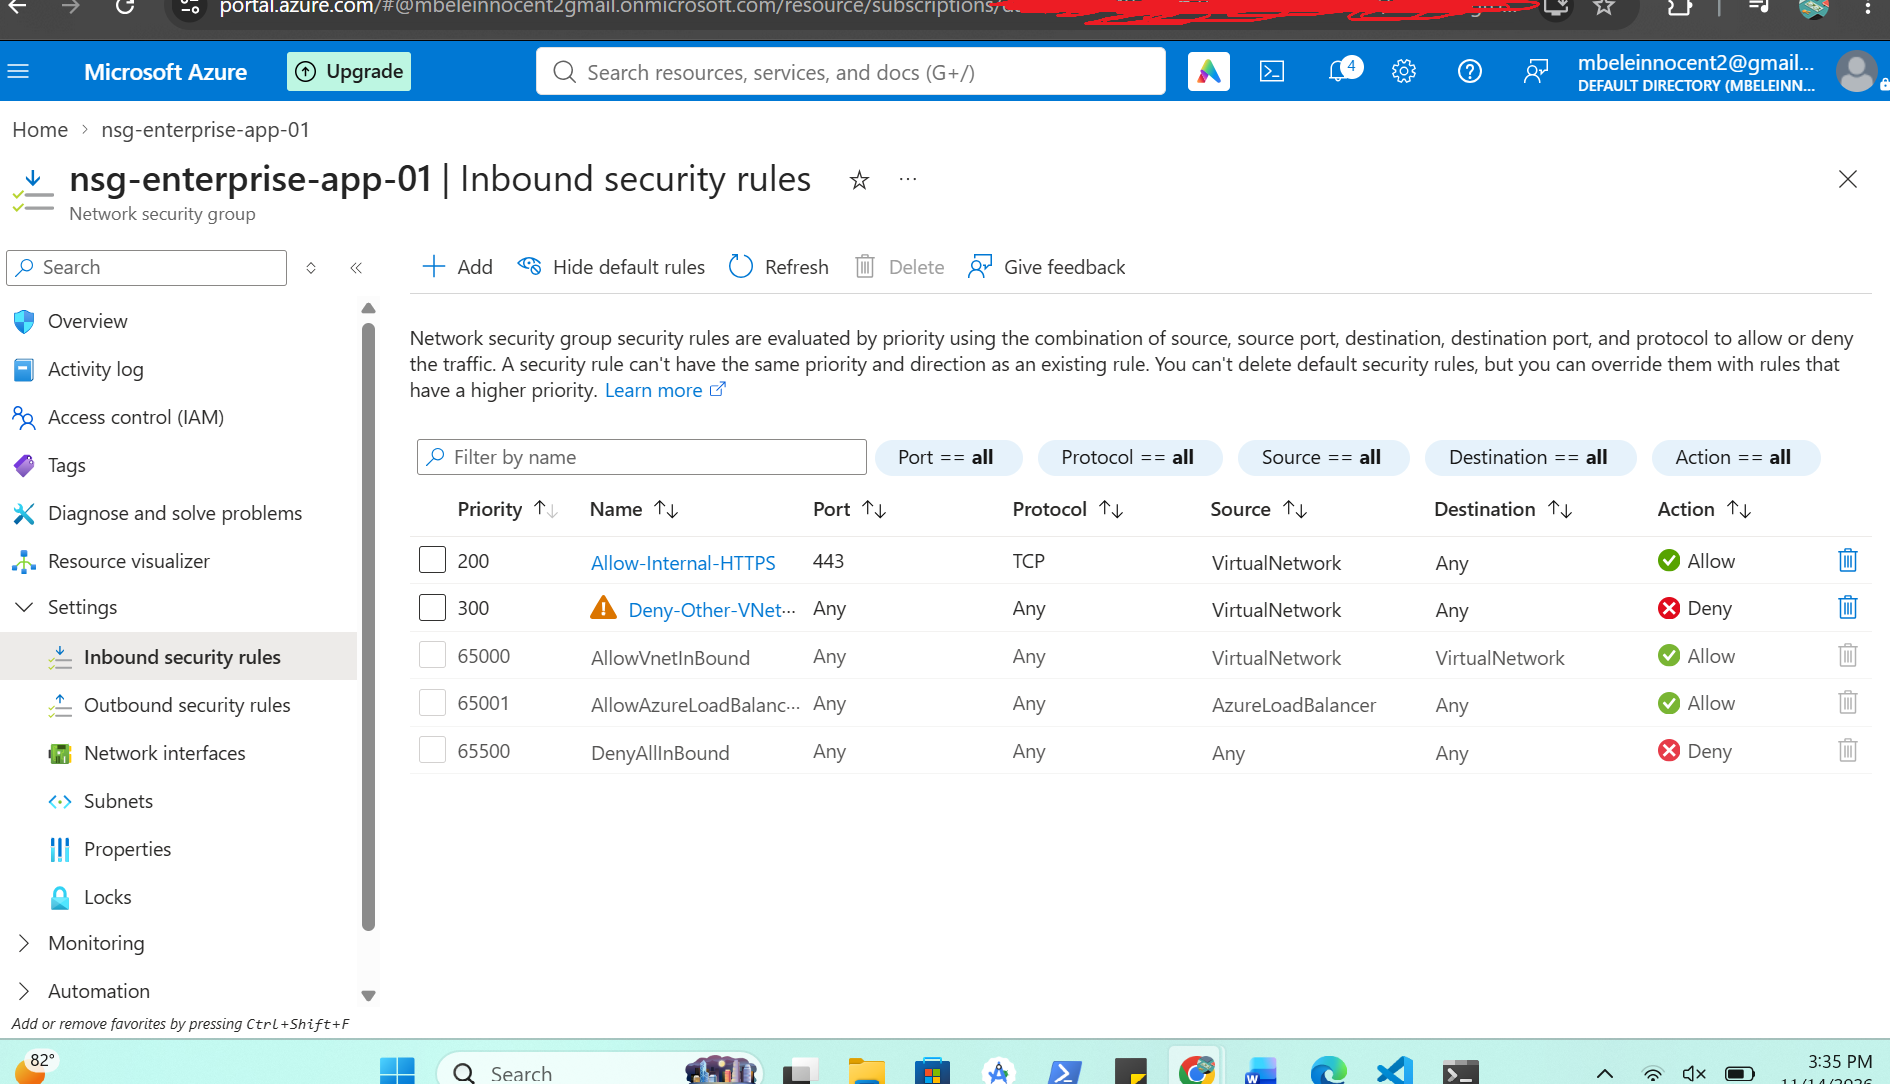 portal.azure.com/#@mbeleinnocent2gmail.onmicrosoft.com/resource/subscriptions/
Microsoft Azure
Upgrade
Search resources, services, and docs (G+/)
4
mbeleinnocent2@gmail...
DEFAULT DIRECTORY (MBELEINN...
Home > nsg-enterprise-app-01
nsg-enterprise-app-01 | Inbound security rules
Network security group
Search
Add
Hide default rules
Refresh
Delete
Give feedback
Overview
Activity log
Access control (IAM)
Tags
Diagnose and solve problems
Resource visualizer
Settings
Inbound security rules
Outbound security rules
Network interfaces
Subnets
Properties
Locks
Monitoring
Automation
Add or remove favorites by pressing Ctrl+Shift+F
Network security group security rules are evaluated by priority using the combination of source, source port, destination, destination port, and protocol to allow or deny
the traffic. A security rule can't have the same priority and direction as an existing rule. You can't delete default security rules, but you can override them with rules that
have a higher priority. Learn more
Filter by name
Port == all
Protocol == all
Source == all
Destination == all
Action == all
Priority Name Port Protocol Source Destination Action
200 Allow-Internal-HTTPS 443 TCP VirtualNetwork Any Allow
300 Deny-Other-VNet... Any Any VirtualNetwork Any Deny
65000 AllowVnetInBound Any Any VirtualNetwork VirtualNetwork Allow
65001 AllowAzureLoadBalanc... Any Any AzureLoadBalancer Any Allow
65500 DenyAllInBound Any Any Any Any Deny
82°
Search
3:35 PM